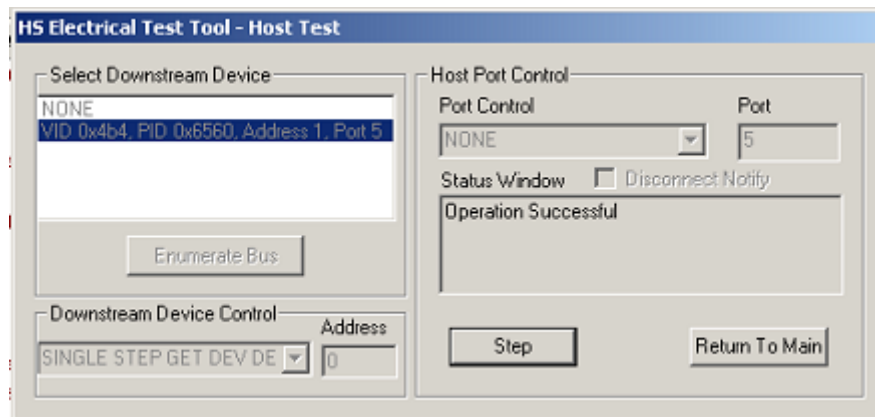 HS Electrical Test Tool - Host Test
Select Downstream Device
NONE
VID 0x4b4, PID 0x6560, Address 1, Port 5
Enumerate Bus
Downstream Device Control
Address
SINGLE STEP GET DEV DE
0
Host Port Control
Port Control
Port
NONE
5
Status Window
Disconnect Notify
Operation Successful
Step
Return To Main